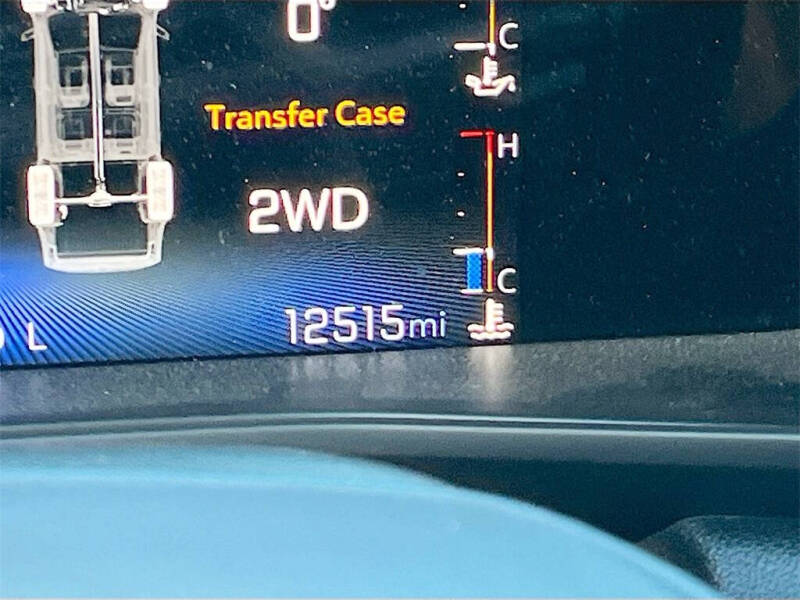 0°
C
Transfer Case
H
2WD
C
12515mi
L